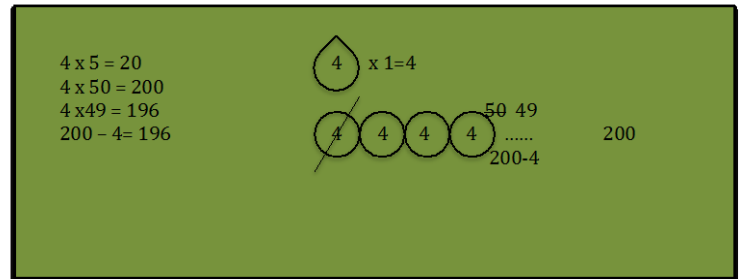 4 x 5 = 20
4 x 50 = 200
4 x49 = 196
200 – 4= 196
4 x 1=4
50 49
4 4 4 4 ...... 200
200-4